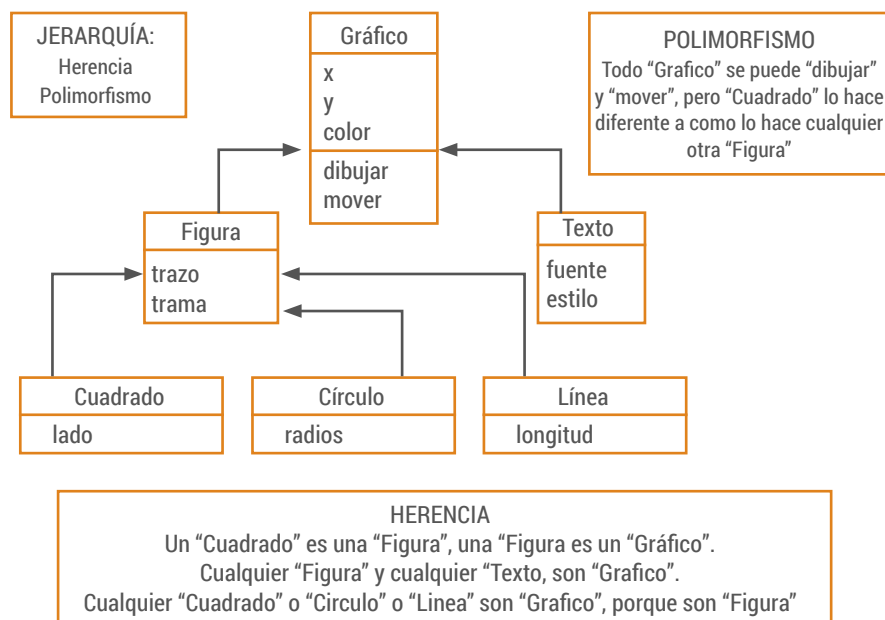 JERARQUÍA:
Herencia
Polimorfismo
Gráfico
x
y
color
dibujar
mover
POLIMORFISMO
Todo “Grafico” se puede “dibujar”
y “mover”, pero “Cuadrado” lo hace
diferente a como lo hace cualquier
otra “Figura”
Figura
trazo
trama
Texto
fuente
estilo
Cuadrado
lado
Círculo
radios
Línea
longitud
HERENCIA
Un “Cuadrado” es una “Figura”, una “Figura es un “Gráfico”.
Cualquier “Figura” y cualquier “Texto, son “Grafico”.
Cualquier “Cuadrado” o “Circulo” o “Linea” son “Grafico”, porque son “Figura”